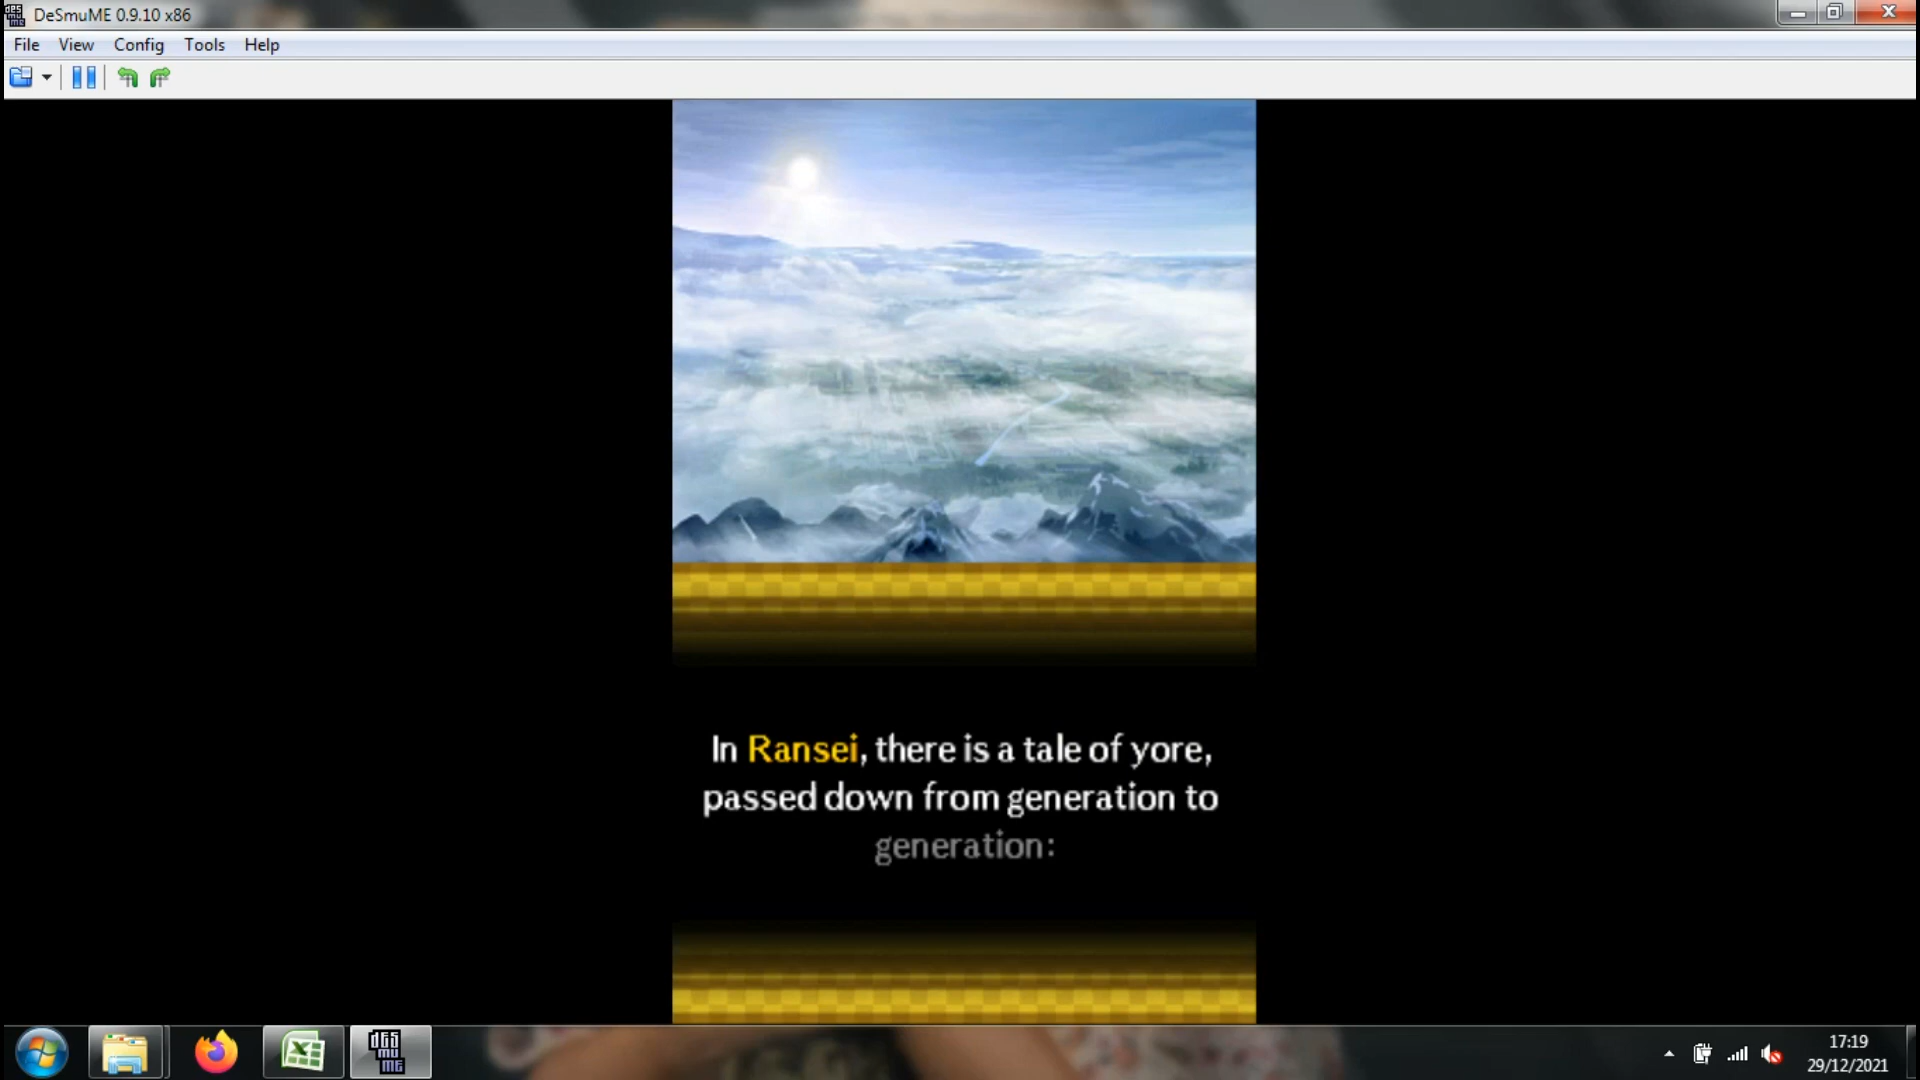 DeSmuME 0.9.10 x86
File View Config Tools Help
In Ransei, there is a tale of yore,
passed down from generation to
generation:
17:19
29/12/2021